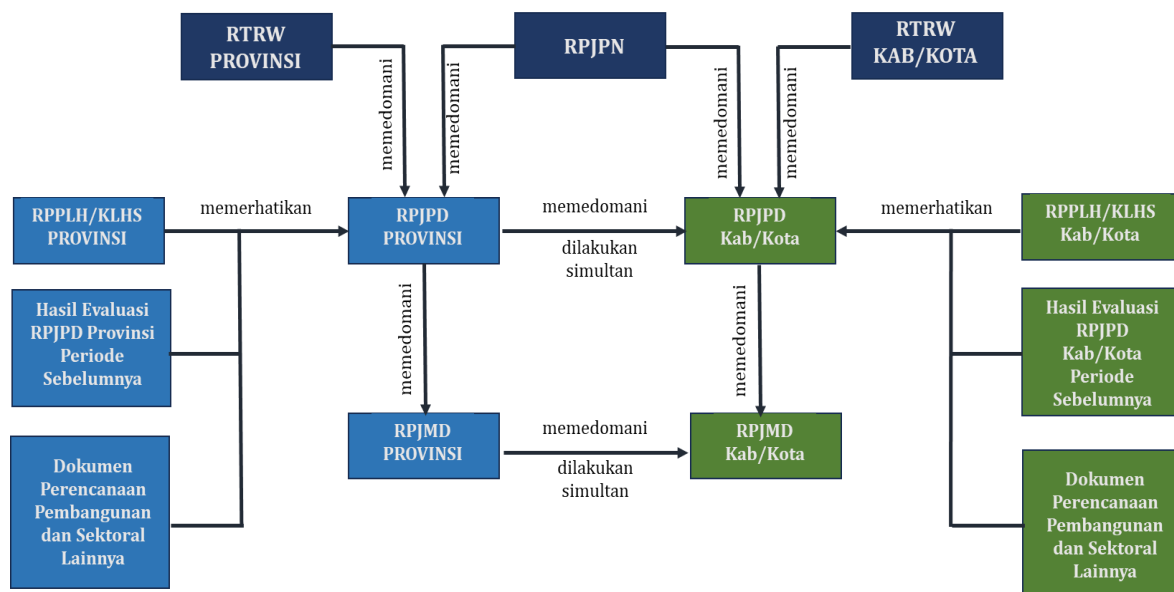 RTRW
PROVINSI
RPJPN
RTRW
KAB/KOTA
memedomani
memedomani
memedomani
memedomani
RPPLH/KLHS
PROVINSI
memerhatikan
RPJPD
PROVINSI
memedomani
dilakukan
simultan
RPJPD
Kab/Kota
memerhatikan
RPPLH/KLHS
Kab/Kota
Hasil Evaluasi
RPJPD Provinsi
Periode
Sebelumnya
memedomani
memedomani
Hasil Evaluasi
RPJPD
Kab/Kota
Periode
Sebelumnya
RPJMD
PROVINSI
memedomani
dilakukan
simultan
RPJMD
Kab/Kota
Dokumen
Perencanaan
Pembangunan
dan Sektoral
Lainnya
Dokumen
Perencanaan
Pembangunan
dan Sektoral
Lainnya